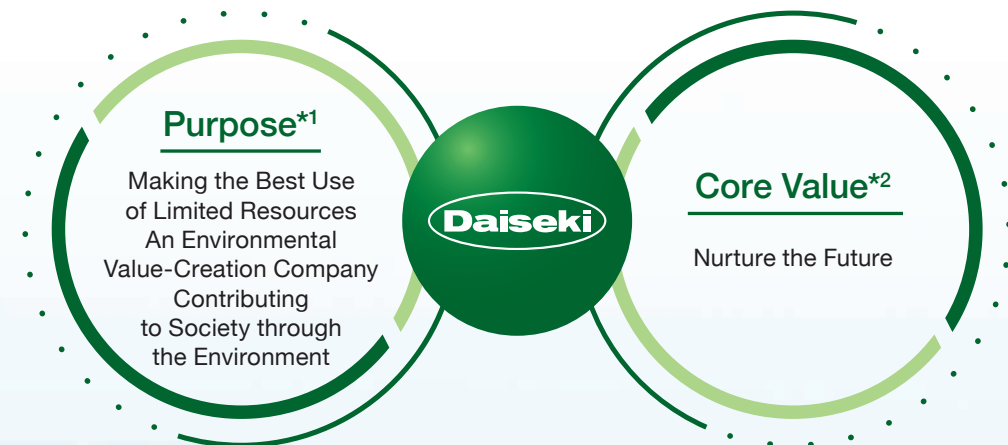 Purpose*1
Making the Best Use
of Limited Resources
An Environmental
Value-Creation Company
Contributing
to Society through
the Environment
Daiseki
Core Value*2
Nurture the Future